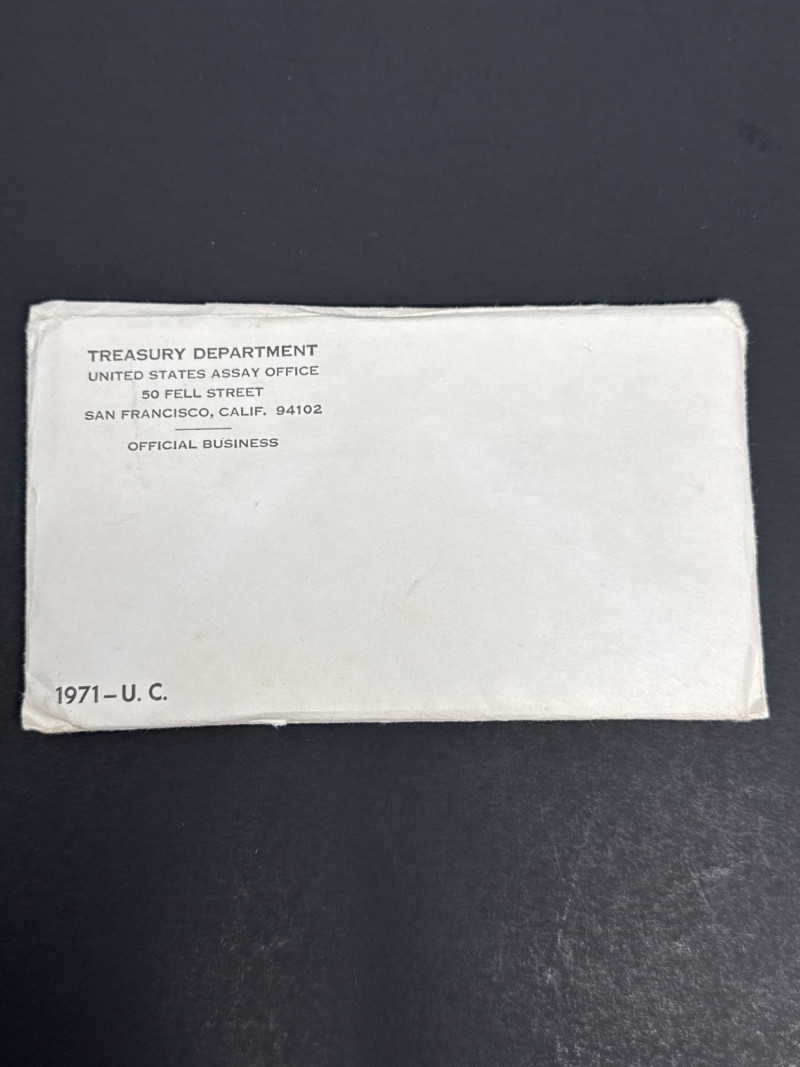 TREASURY DEPARTMENT
UNITED STATES ASSAY OFFICE
50 FELL STREET
SAN FRANCISCO, CALIF. 94102
OFFICIAL BUSINESS
1971–U. C.